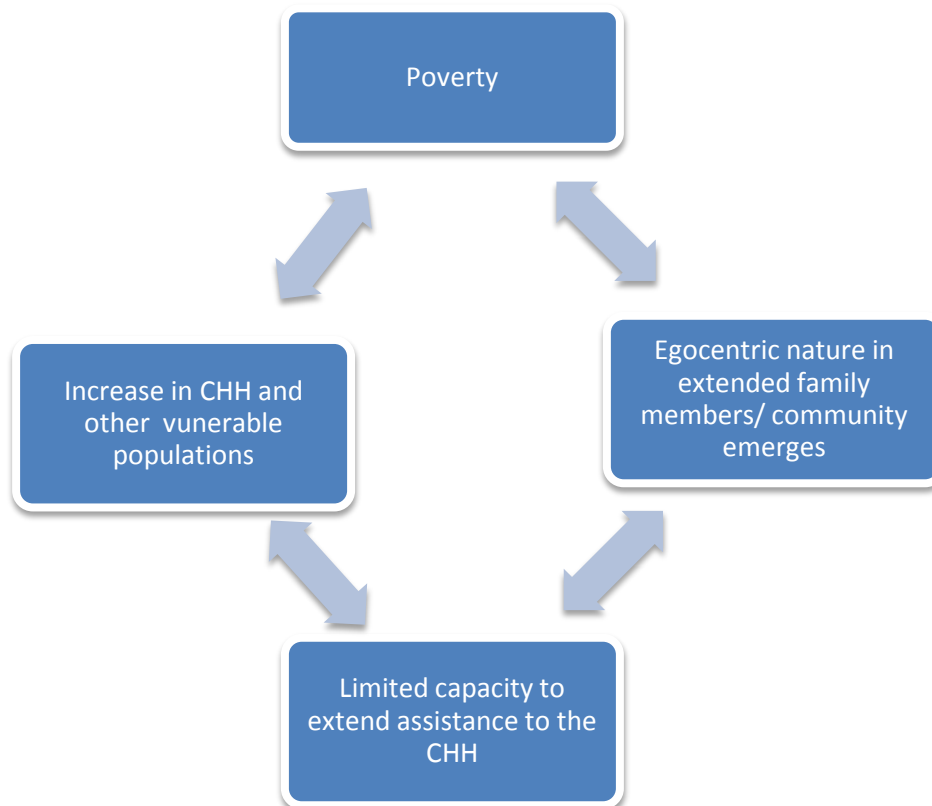 Poverty
Increase in CHH and
other vunerable
populations
Egocentric nature in
extended family
members/ community
emerges
Limited capacity to
extend assistance to the
CHH